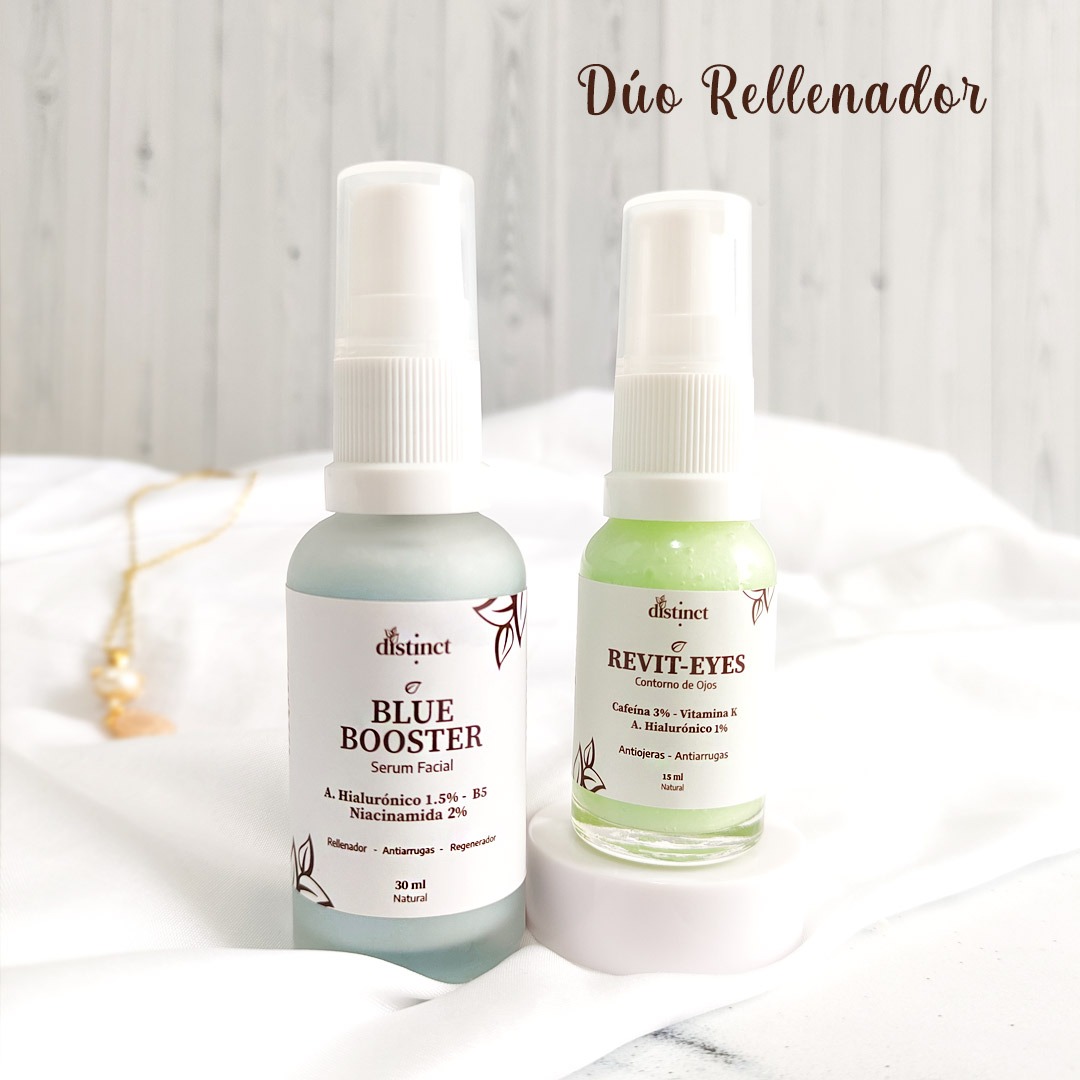 Dúo Rellenador
distinct
BLUE
BOOSTER
Serum Facial
A. Hialurónico 1.5% - B5
Niacinamida 2%
Rellenador - Antiarrugas - Regenerador
30 ml
Natural
distinct
REVIT-EYES
Contorno de Ojos
Cafeína 3% - Vitamina K
A. Hialurónico 1%
Antiojeras - Antiarrugas
15 ml
Natural